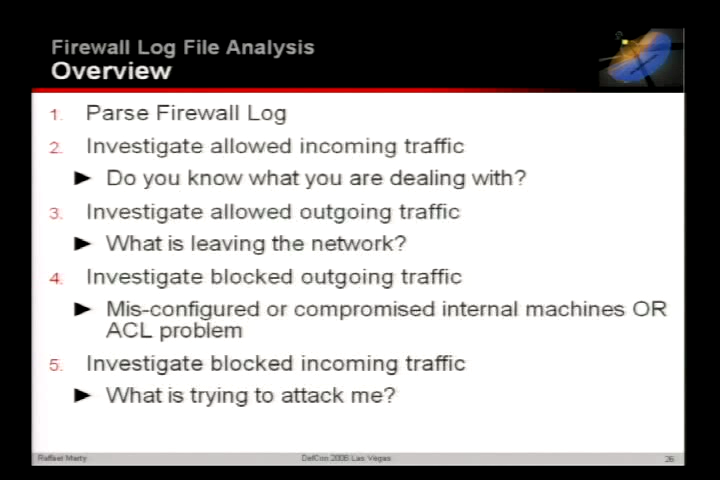 Firewall Log File Analysis
Overview
1. Parse Firewall Log
2. Investigate allowed incoming traffic
► Do you know what you are dealing with?
3. Investigate allowed outgoing traffic
► What is leaving the network?
4. Investigate blocked outgoing traffic
► Mis-configured or compromised internal machines OR
ACL problem
5. Investigate blocked incoming traffic
► What is trying to attack me?
Raffael Marty DefCon 2006 Las Vegas 26